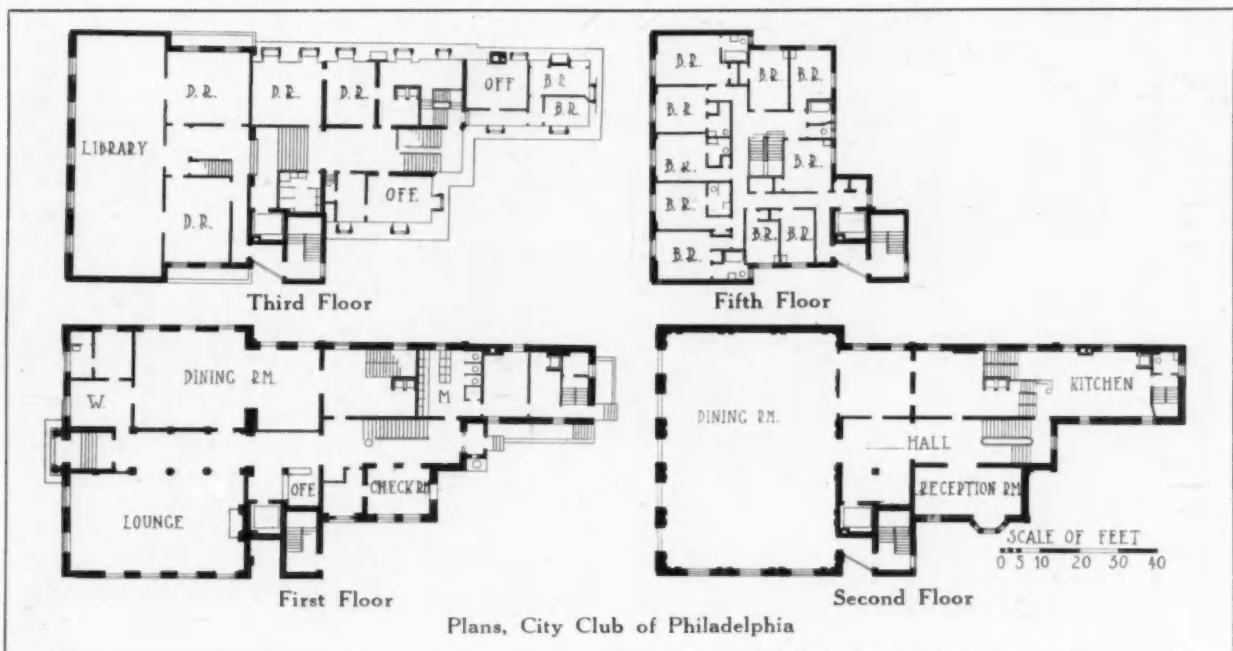 LIBRARY
D.R.
D.R.
D.R.
D.R.
OFF
B.R.
B.R.
OFF.
Third Floor
B.R.
B.R.
B.R.
B.R.
B.R.
B.R.
B.R.
B.R.
B.R.
B.R.
Fifth Floor
W.
DINING RM.
M
LOUNGE
OFF.
CHECK RM
First Floor
DINING RM.
KITCHEN
HALL
RECEPTION RM.
SCALE OF FEET
0 5 10 20 30 40
Second Floor
Plans, City Club of Philadelphia